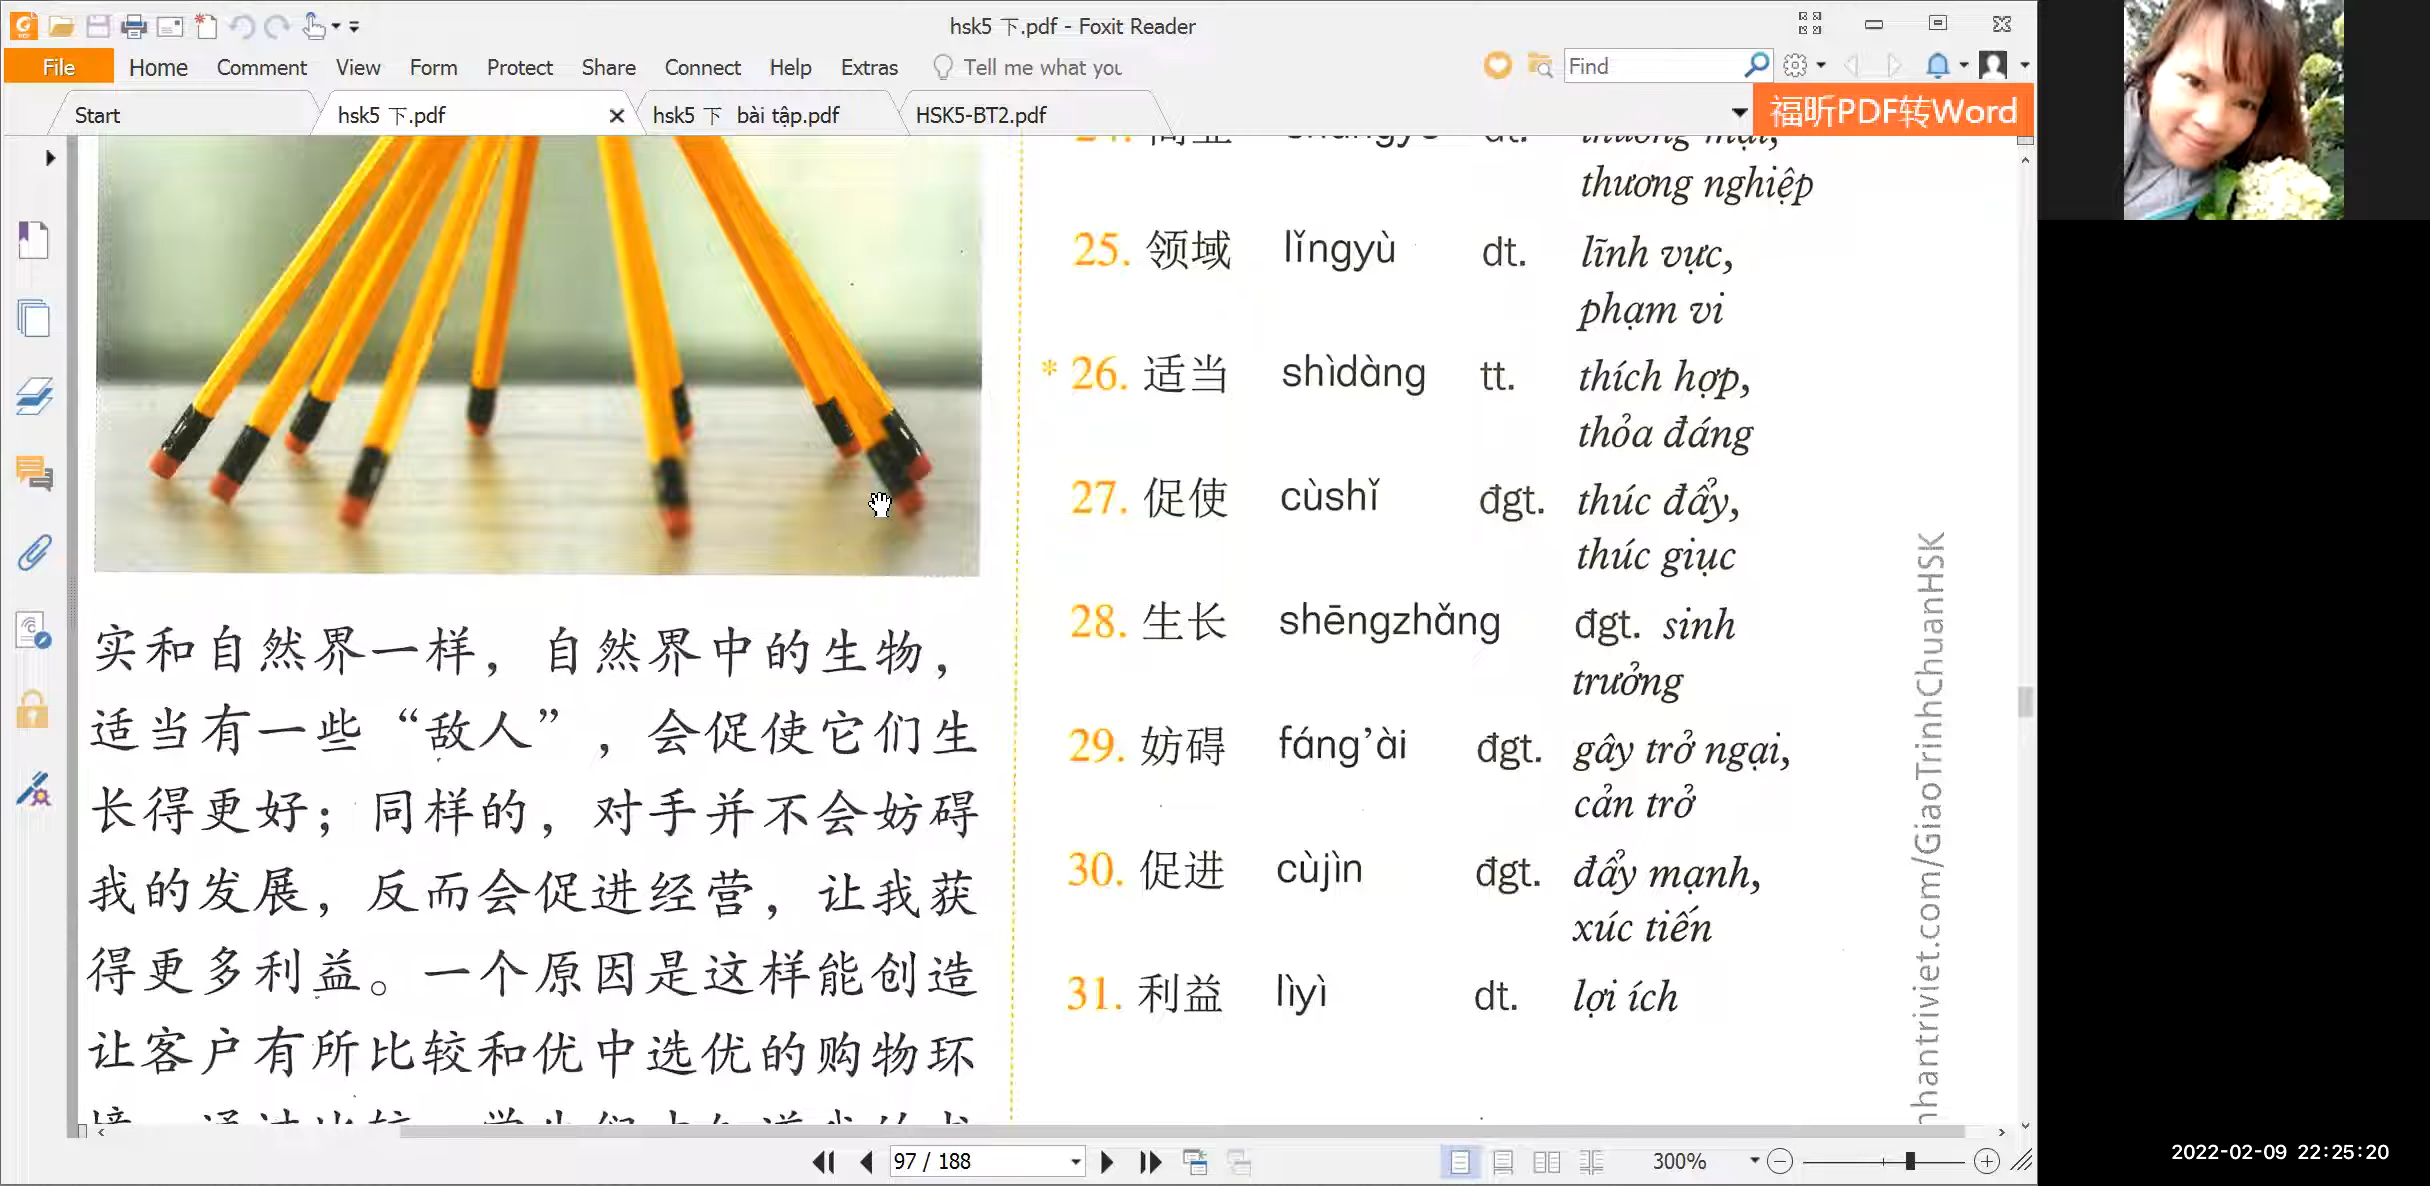 hsk5 下.pdf - Foxit Reader
File Home Comment View Form Protect Share Connect Help Extras Tell me what you Find
Start hsk5 下.pdf hsk5 下 bài tập.pdf HSK5-BT2.pdf 福昕PDF转Word
thương nghiệp
25. 领域 lǐngyù dt. lĩnh vực,
phạm vi
* 26. 适当 shìdàng tt. thích hợp,
thỏa đáng
27. 促使 cùshǐ đgt. thúc đẩy,
thúc giục
28. 生长 shēngzhǎng đgt. sinh
trưởng
29. 妨碍 fáng’ài đgt. gây trở ngại,
cản trở
30. 促进 cùjìn đgt. đẩy mạnh,
xúc tiến
31. 利益 lìyì dt. lợi ích
实和自然界一样，自然界中的生物，
适当有一些“敌人”，会促使它们生
长得更好；同样的，对手并不会妨碍
我的发展，反而会促进经营，让我获
得更多利益。一个原因是这样能创造
让客户有所比较和优中选优的购物环
nhantriviet.com/GiaoTrinhChuanHSK
97 / 188
300%
2022-02-09 22:25:20